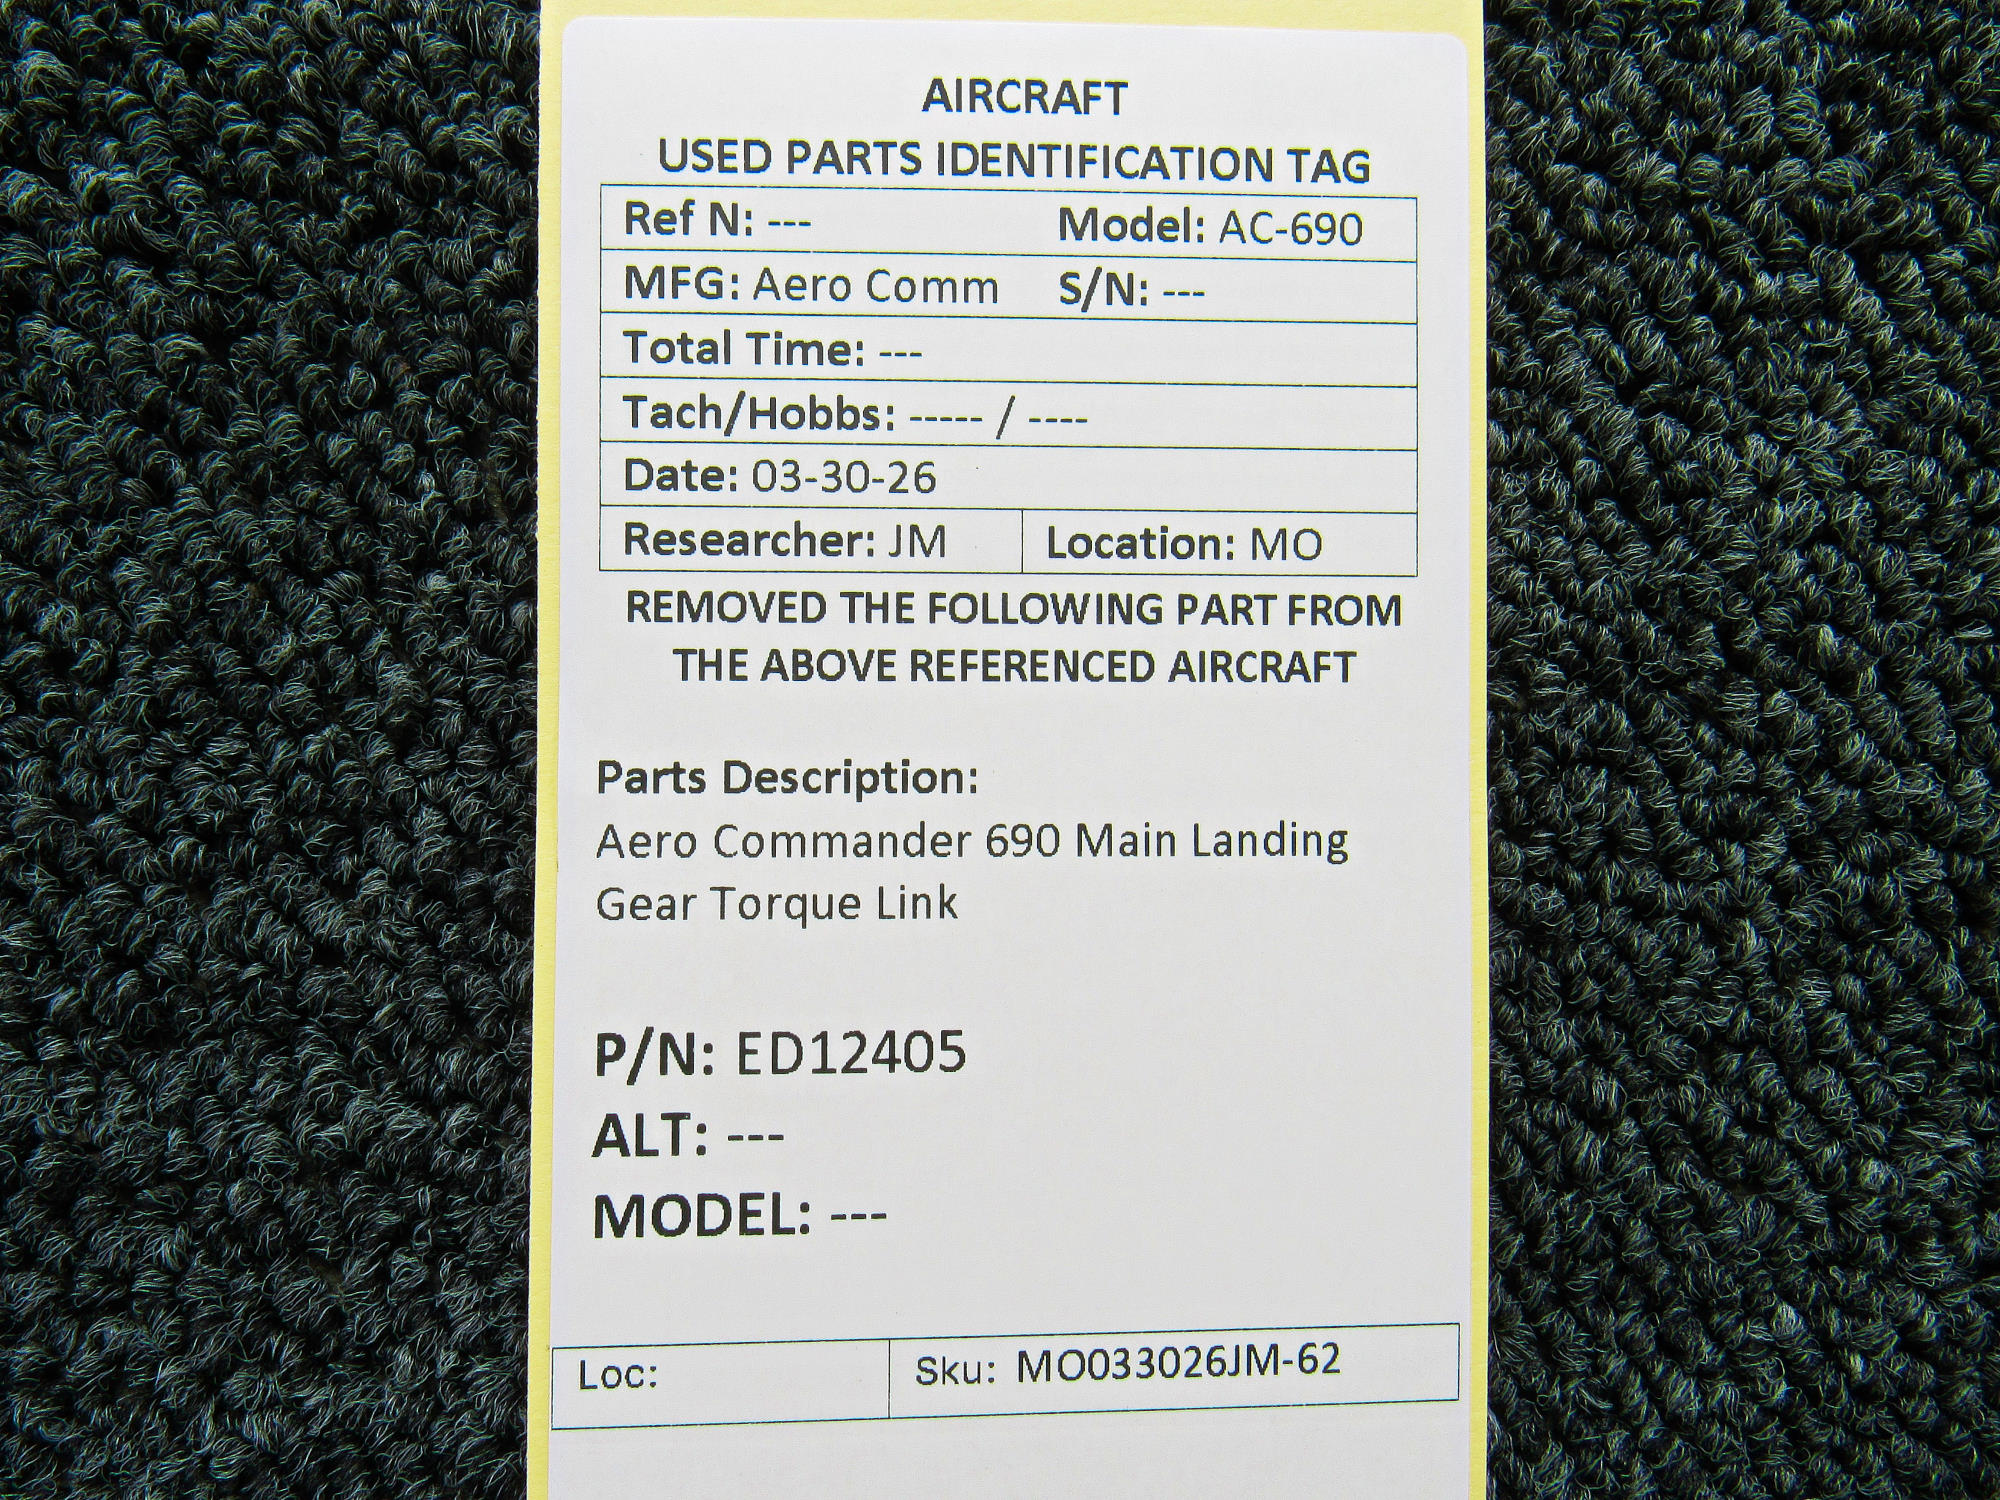 AIRCRAFT
USED PARTS IDENTIFICATION TAG
Ref N: --- Model: AC-690
MFG: Aero Comm S/N: ---
Total Time: ---
Tach/Hobbs: ----- / ----
Date: 03-30-26
Researcher: JM Location: MO
REMOVED THE FOLLOWING PART FROM
THE ABOVE REFERENCED AIRCRAFT
Parts Description:
Aero Commander 690 Main Landing
Gear Torque Link
P/N: ED12405
ALT: ---
MODEL: ---
Loc: Sku: MO033026JM-62